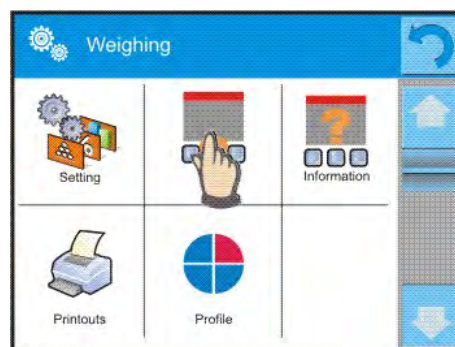 Weighing
Setting
Information
Printouts
Profile